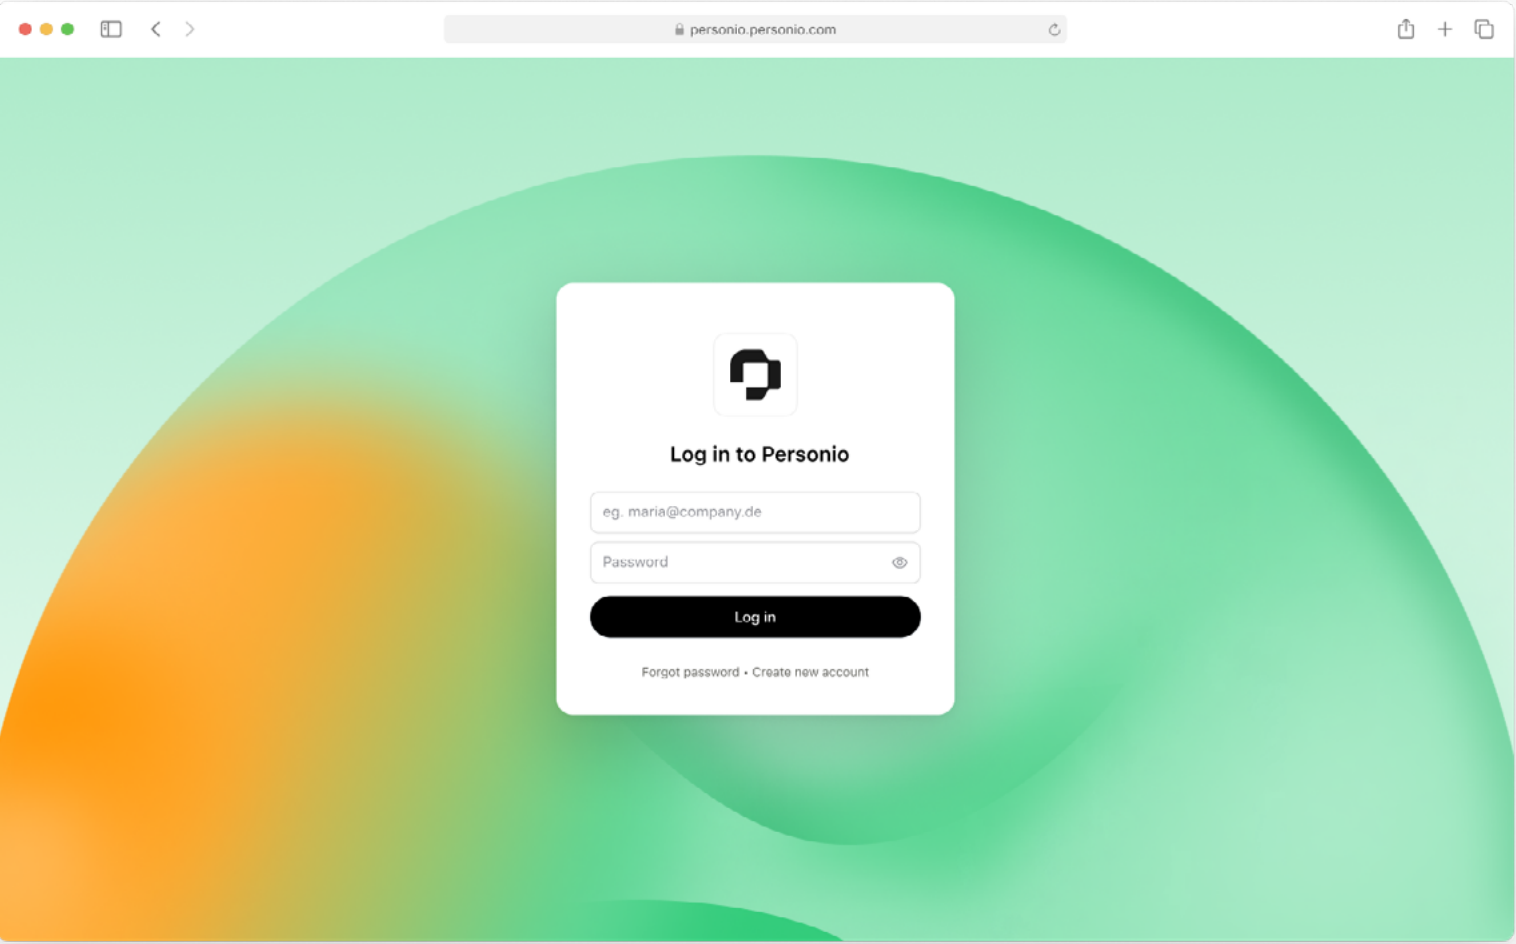 personio.personio.com
Log in to Personio
eg. maria@company.de
Password
Log in
Forgot password • Create new account